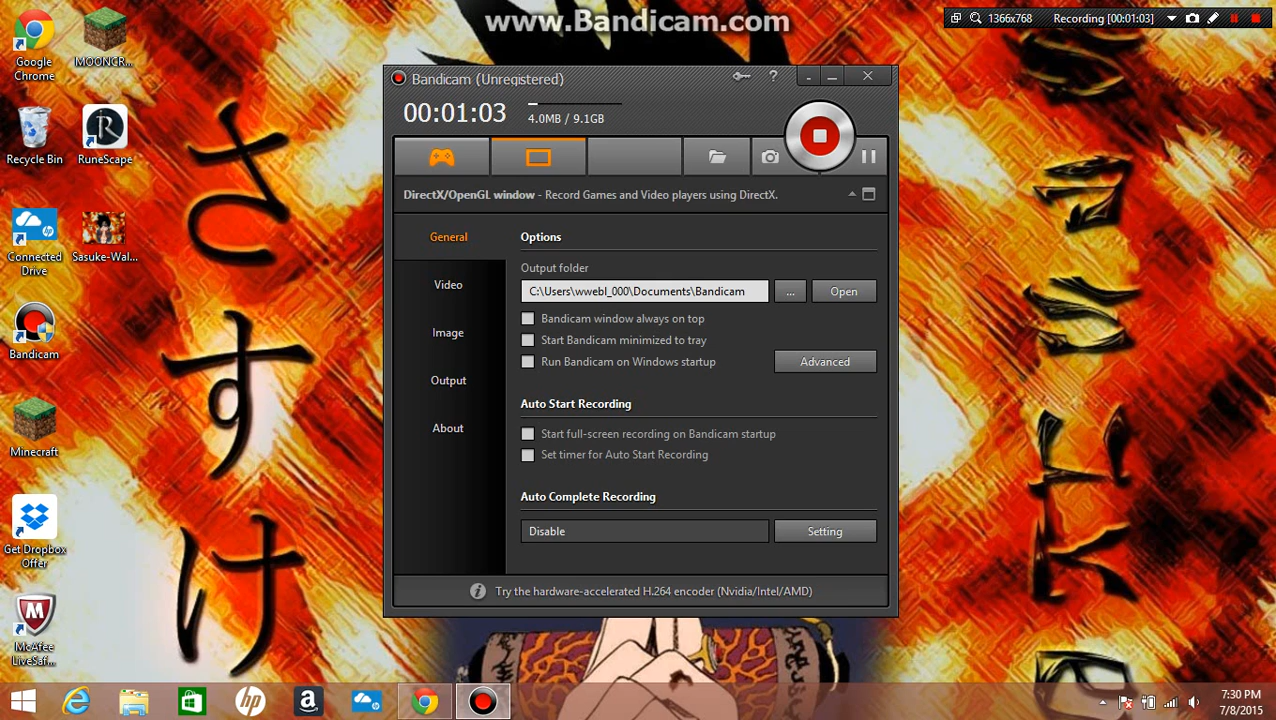 www.Bandicam.com
1366x768
Recording [00:01:03]
Google Chrome
MOONCR...
Recycle Bin
RuneScape
Connected Drive
Sasuke-Wal...
Bandicam
Minecraft
Get Dropbox Offer
McAfee LiveSaf...
さすけ
Bandicam (Unregistered)
?
00:01:03
4.0MB / 9.1GB
DirectX/OpenGL window - Record Games and Video players using DirectX.
General
Video
Image
Output
About
Options
Output folder
C:\Users\wwebl_000\Documents\Bandicam
...
Open
Bandicam window always on top
Start Bandicam minimized to tray
Run Bandicam on Windows startup
Advanced
Auto Start Recording
Start full-screen recording on Bandicam startup
Set timer for Auto Start Recording
Auto Complete Recording
Disable
Setting
Try the hardware-accelerated H.264 encoder (Nvidia/Intel/AMD)
7:30 PM
7/8/2015